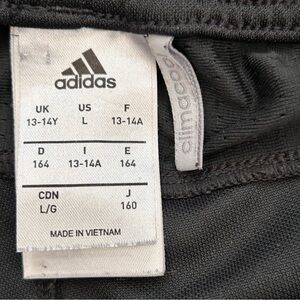 adidas
UK US F
13-14Y L 13-14A
D I E
164 13-14A 164
CDN J
L/G 160
MADE IN VIETNAM
climacool